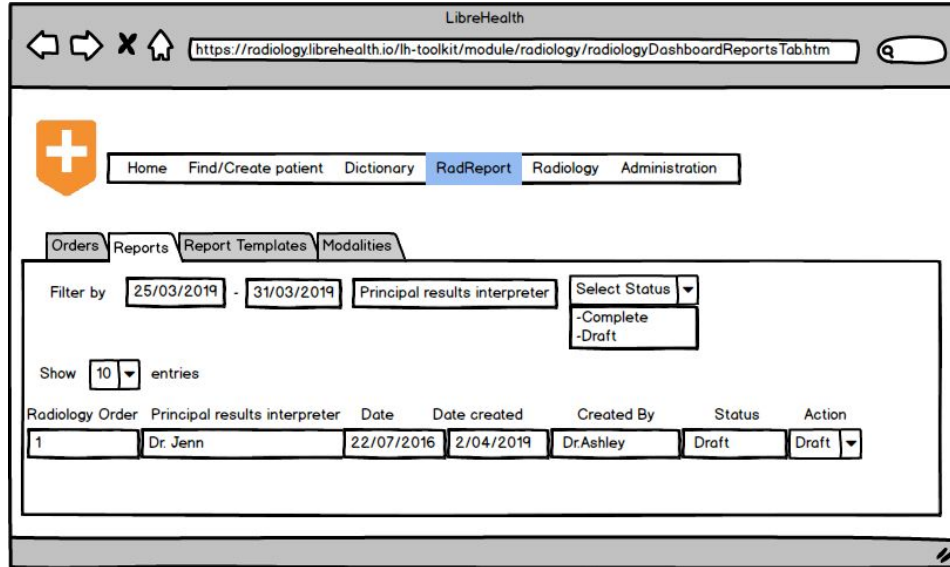 LibreHealth
https://radiology.librehealth.io/lh-toolkit/module/radiology/radiologyDashboardReportsTab.htm
Home Find/Create patient Dictionary RadReport Radiology Administration
Orders Reports Report Templates Modalities
Filter by 25/03/2019 - 31/03/2019 Principal results interpreter Select Status
-Complete
-Draft
Show 10 entries
Radiology Order Principal results interpreter Date Date created Created By Status Action
1 Dr. Jenn 22/07/2016 2/04/2019 Dr.Ashley Draft Draft